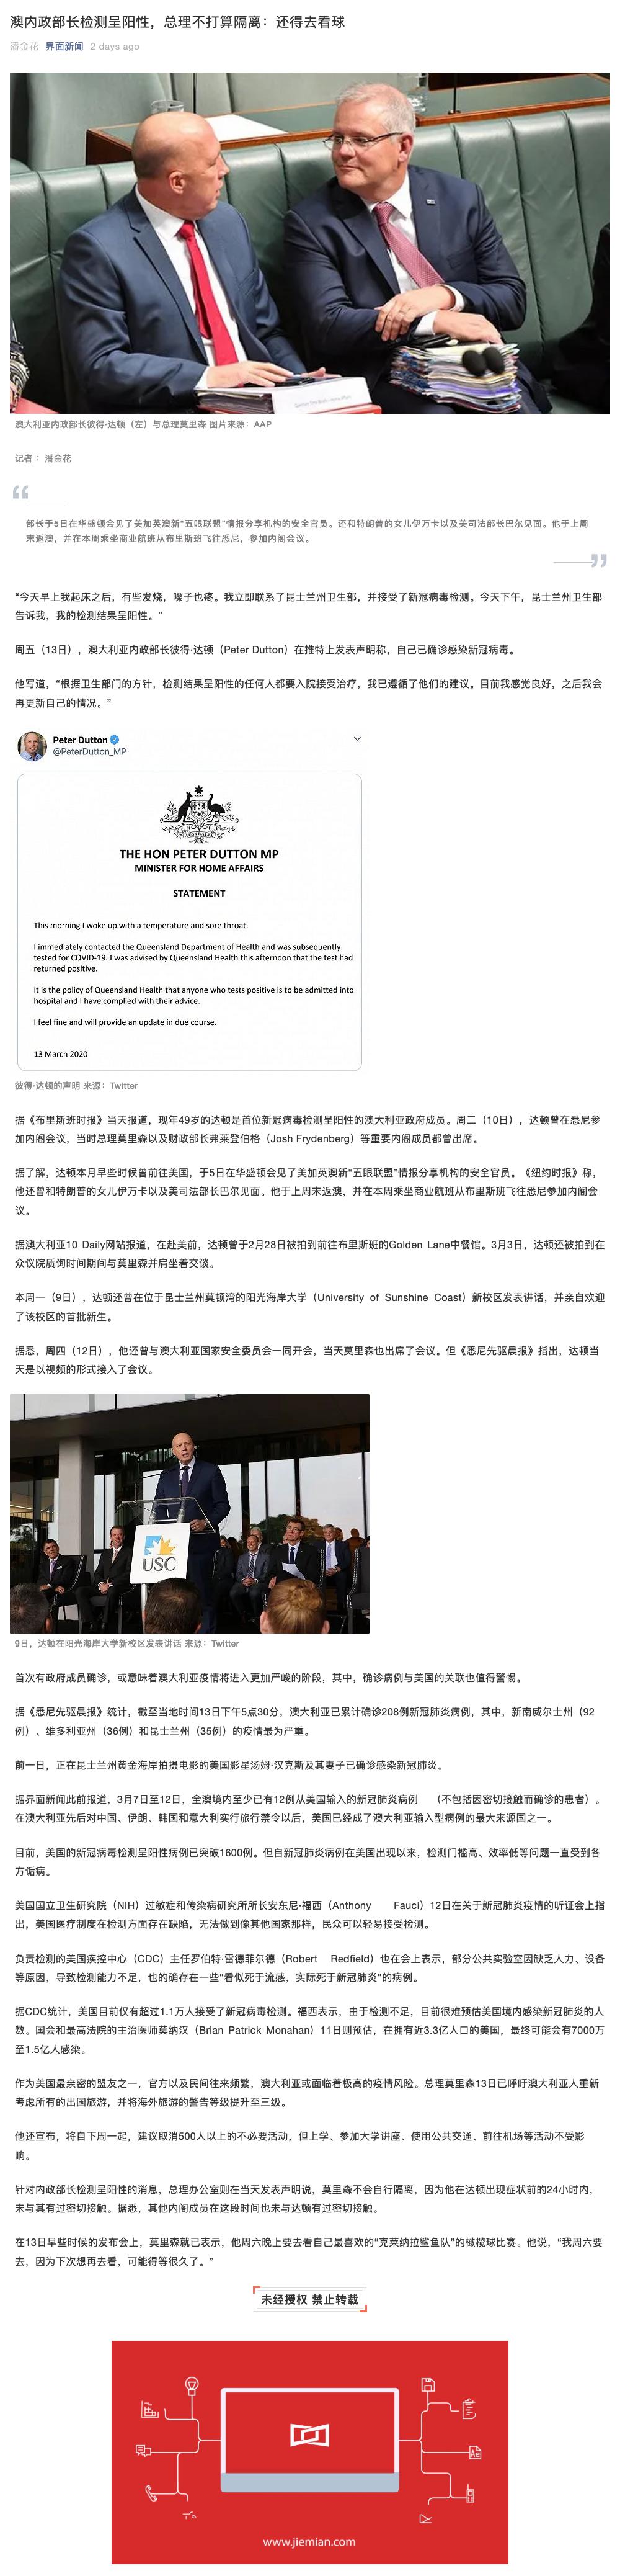 澳内政部长检测呈阳性，总理不打算隔离：还得去看球
潘金花 界面新闻 2 days ago
澳大利亚内政部长彼得·达顿（左）与总理莫里森 图片来源：AAP
记者 ：潘金花
“
部长于5日在华盛顿会见了美加英澳新“五眼联盟”情报分享机构的安全官员。还和特朗普的女儿伊万卡以及美司法部长巴尔见面。他于上周
末返澳，并在本周乘坐商业航班从布里斯班飞往悉尼，参加内阁会议。
”
“今天早上我起床之后，有些发烧，嗓子也疼。我立即联系了昆士兰州卫生部，并接受了新冠病毒检测。今天下午，昆士兰州卫生部
告诉我，我的检测结果呈阳性。”
周五（13日），澳大利亚内政部长彼得·达顿（Peter Dutton）在推特上发表声明称，自己已确诊感染新冠病毒。
他写道，“根据卫生部门的方针，检测结果呈阳性的任何人都要入院接受治疗，我已遵循了他们的建议。目前我感觉良好，之后我会
再更新自己的情况。”
Peter Dutton
@PeterDutton_MP
THE HON PETER DUTTON MP
MINISTER FOR HOME AFFAIRS
STATEMENT
This morning I woke up with a temperature and sore throat.
I immediately contacted the Queensland Department of Health and was subsequently
tested for COVID-19. I was advised by Queensland Health this afternoon that the test had
returned positive.
It is the policy of Queensland Health that anyone who tests positive is to be admitted into
hospital and I have complied with their advice.
I feel fine and will provide an update in due course.
13 March 2020
彼得·达顿的声明 来源：Twitter
据《布里斯班时报》当天报道，现年49岁的达顿是首位新冠病毒检测呈阳性的澳大利亚政府成员。周二（10日），达顿曾在悉尼参
加内阁会议，当时总理莫里森以及财政部长弗莱登伯格（Josh Frydenberg）等重要内阁成员都曾出席。
据了解，达顿本月早些时候曾前往美国，于5日在华盛顿会见了美加英澳新“五眼联盟”情报分享机构的安全官员。《纽约时报》称，
他还曾和特朗普的女儿伊万卡以及美司法部长巴尔见面。他于上周末返澳，并在本周乘坐商业航班从布里斯班飞往悉尼参加内阁会
议。
据澳大利亚10 Daily网站报道，在赴美前，达顿曾于2月28日被拍到前往布里斯班的Golden Lane中餐馆。3月3日，达顿还被拍到在
众议院质询时间期间与莫里森并肩坐着交谈。
本周一（9日），达顿还曾在位于昆士兰州莫顿湾的阳光海岸大学（University of Sunshine Coast）新校区发表讲话，并亲自欢迎
了该校区的首批新生。
据悉，周四（12日），他还曾与澳大利亚国家安全委员会一同开会，当天莫里森也出席了会议。但《悉尼先驱晨报》指出，达顿当
天是以视频的形式接入了会议。
USC
9日，达顿在阳光海岸大学新校区发表讲话 来源：Twitter
首次有政府成员确诊，或意味着澳大利亚疫情将进入更加严峻的阶段，其中，确诊病例与美国的关联也值得警惕。
据《悉尼先驱晨报》统计，截至当地时间13日下午5点30分，澳大利亚已累计确诊208例新冠肺炎病例，其中，新南威尔士州（92
例）、维多利亚州（36例）和昆士兰州（35例）的疫情最为严重。
前一日，正在昆士兰州黄金海岸拍摄电影的美国影星汤姆·汉克斯及其妻子已确诊感染新冠肺炎。
据界面新闻此前报道，3月7日至12日，全澳境内至少已有12例从美国输入的新冠肺炎病例 （不包括因密切接触而确诊的患者）。
在澳大利亚先后对中国、伊朗、韩国和意大利实行旅行禁令以后，美国已经成了澳大利亚输入型病例的最大来源国之一。
目前，美国的新冠病毒检测呈阳性病例已突破1600例。但自新冠肺炎病例在美国出现以来，检测门槛高、效率低等问题一直受到各
方诟病。
美国国立卫生研究院（NIH）过敏症和传染病研究所所长安东尼·福西（Anthony Fauci）12日在关于新冠肺炎疫情的听证会上指
出，美国医疗制度在检测方面存在缺陷，无法做到像其他国家那样，民众可以轻易接受检测。
负责检测的美国疾控中心（CDC）主任罗伯特·雷德菲尔德（Robert Redfield）也在会上表示，部分公共实验室因缺乏人力、设备
等原因，导致检测能力不足，也的确存在一些“看似死于流感，实际死于新冠肺炎”的病例。
据CDC统计，美国目前仅有超过1.1万人接受了新冠病毒检测。福西表示，由于检测不足，目前很难预估美国境内感染新冠肺炎的人
数。国会和最高法院的主治医师莫纳汉（Brian Patrick Monahan）11日则预估，在拥有近3.3亿人口的美国，最终可能会有7000万
至1.5亿人感染。
作为美国最亲密的盟友之一，官方以及民间往来频繁，澳大利亚或面临着极高的疫情风险。总理莫里森13日已呼吁澳大利亚人重新
考虑所有的出国旅游，并将海外旅游的警告等级提升至三级。
他还宣布，将自下周一起，建议取消500人以上的不必要活动，但上学、参加大学讲座、使用公共交通、前往机场等活动不受影
响。
针对内政部长检测呈阳性的消息，总理办公室则在当天发表声明说，莫里森不会自行隔离，因为他在达顿出现症状前的24小时内，
未与其有过密切接触。据悉，其他内阁成员在这段时间也未与达顿有过密切接触。
在13日早些时候的发布会上，莫里森就已表示，他周六晚上要去看自己最喜欢的“克莱纳拉鲨鱼队”的橄榄球比赛。他说，“我周六要
去，因为下次想再去看，可能得等很久了。”
未经授权 禁止转载
Ae
www.jiemian.com